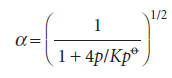 α = (1 / (1 + 4p/Kp⦵))^1/2